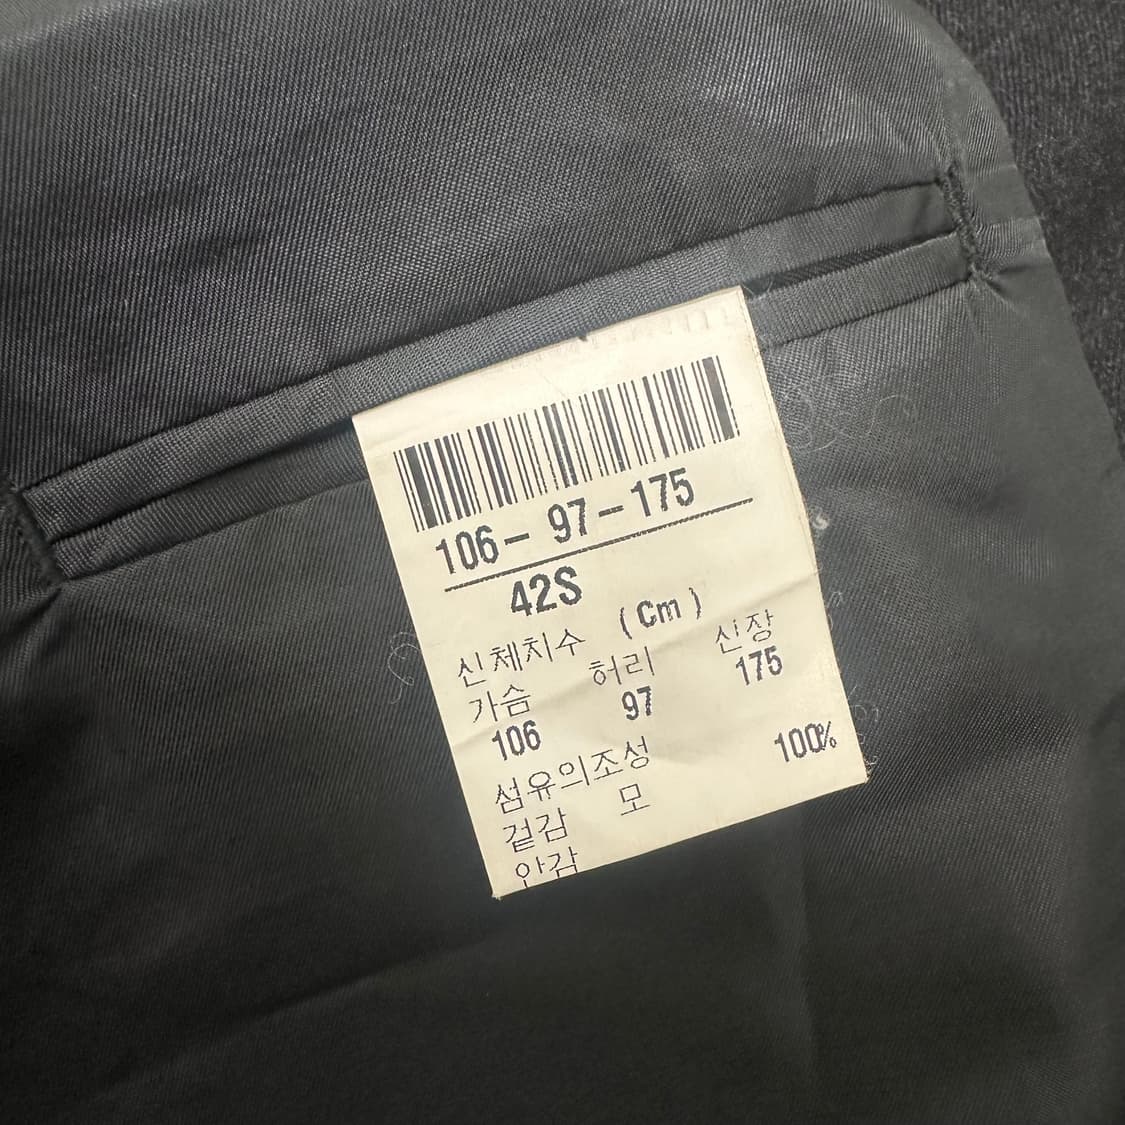 106- 97-175
42S
신체치수 (Cm)
가슴 허리 신장
106 97 175
섬유의조성
겉감 모 100%
안감